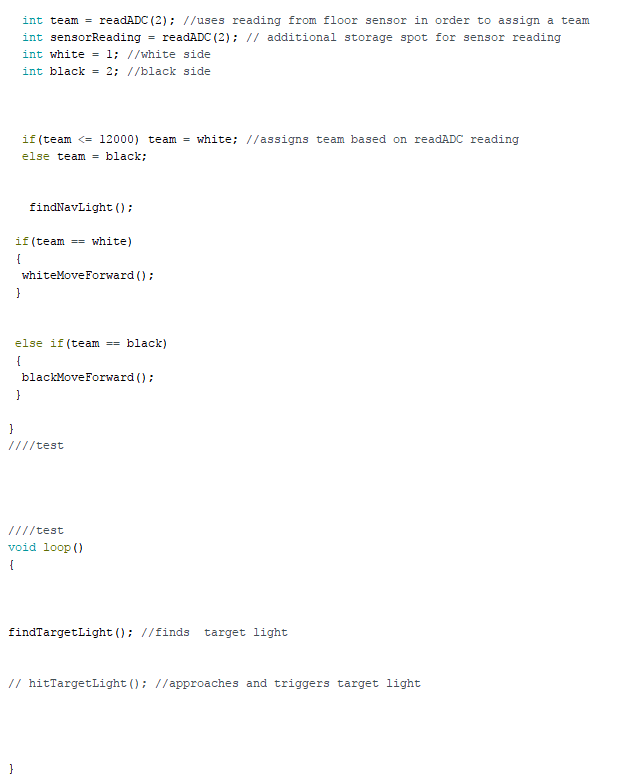 int team = readADC(2); //uses reading from floor sensor in order to assign a team
int sensorReading = readADC(2); // additional storage spot for sensor reading
int white = 1; //white side
int black = 2; //black side
if(team <= 12000) team = white; //assigns team based on readADC reading
else team = black;
findNavLight();
if(team == white)
{
whiteMoveForward();
}
else if(team == black)
{
blackMoveForward();
}
}
////test
////test
void loop()
{
findTargetLight(); //finds  target light
// hitTargetLight(); //approaches and triggers target light
}